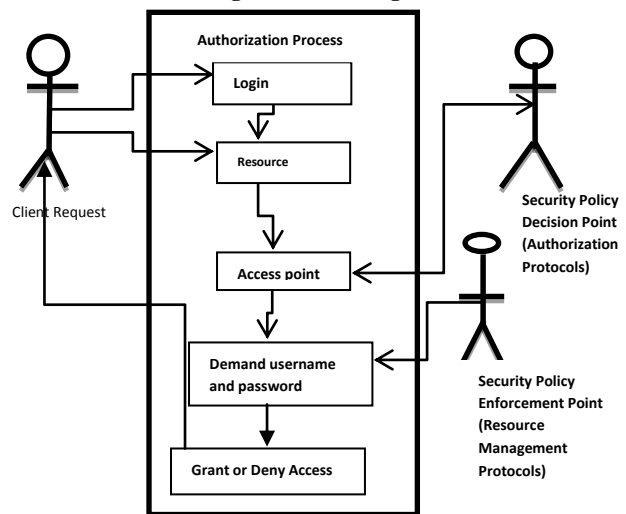 Authorization Process
Login
Resource
Client Request
Security Policy
Decision Point
(Authorization
Protocols)
Access point
Demand username
and password
Security Policy
Enforcement Point
(Resource
Management
Protocols)
Grant or Deny Access